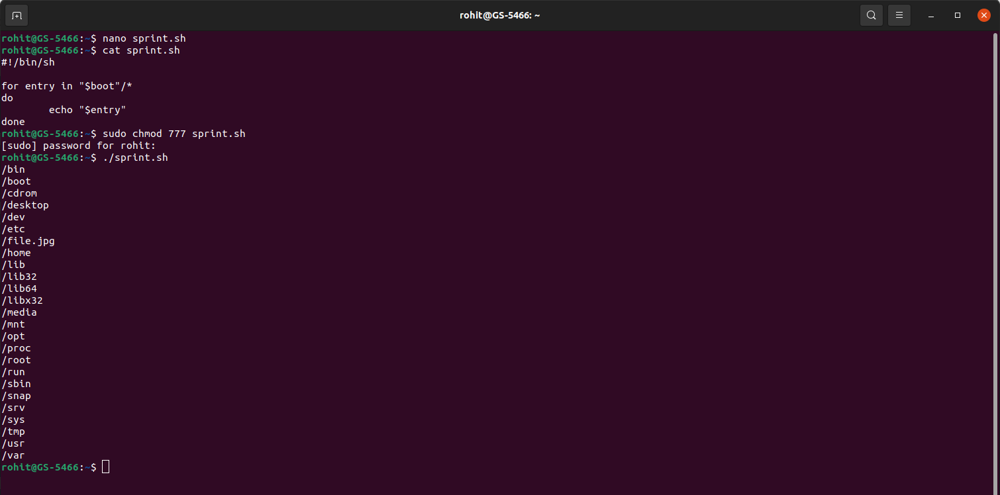 rohit@GS-5466: ~
rohit@GS-5466:~$ nano sprint.sh
rohit@GS-5466:~$ cat sprint.sh
#!/bin/sh
for entry in "$boot"/*
do
echo "$entry"
done
rohit@GS-5466:~$ sudo chmod 777 sprint.sh
[sudo] password for rohit:
rohit@GS-5466:~$ ./sprint.sh
/bin
/boot
/cdrom
/desktop
/dev
/etc
/file.jpg
/home
/lib
/lib32
/lib64
/libx32
/media
/mnt
/opt
/proc
/root
/run
/sbin
/snap
/srv
/sys
/tmp
/usr
/var
rohit@GS-5466:~$